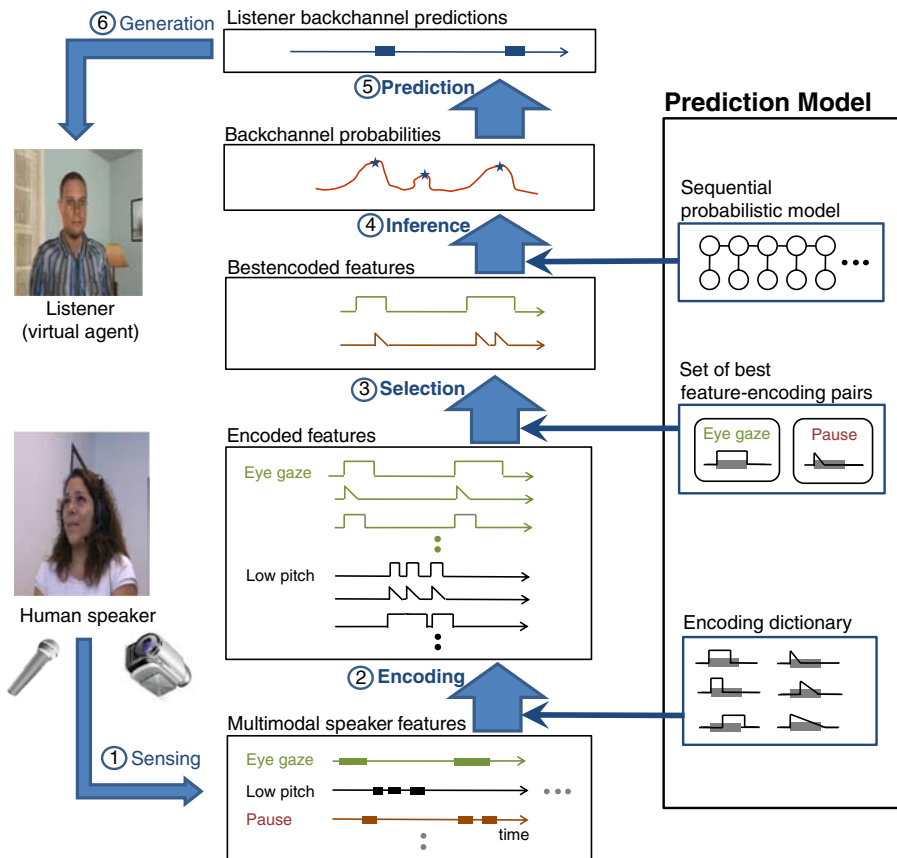 ⑥ Generation
Listener backchannel predictions
⑤ Prediction
Backchannel probabilities
④ Inference
Bestencoded features
Listener
(virtual agent)
③ Selection
Encoded features
Eye gaze
Low pitch
Human speaker
② Encoding
Multimodal speaker features
① Sensing
Eye gaze
Low pitch
Pause
time
Prediction Model
Sequential
probabilistic model
Set of best
feature-encoding pairs
Eye gaze
Pause
Encoding dictionary